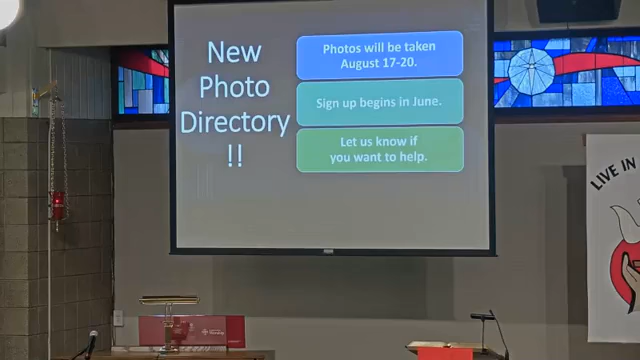 New
Photo
Directory
!!
Photos will be taken
August 17-20.
Sign up begins in June.
Let us know if
you want to help.
LIVE IN